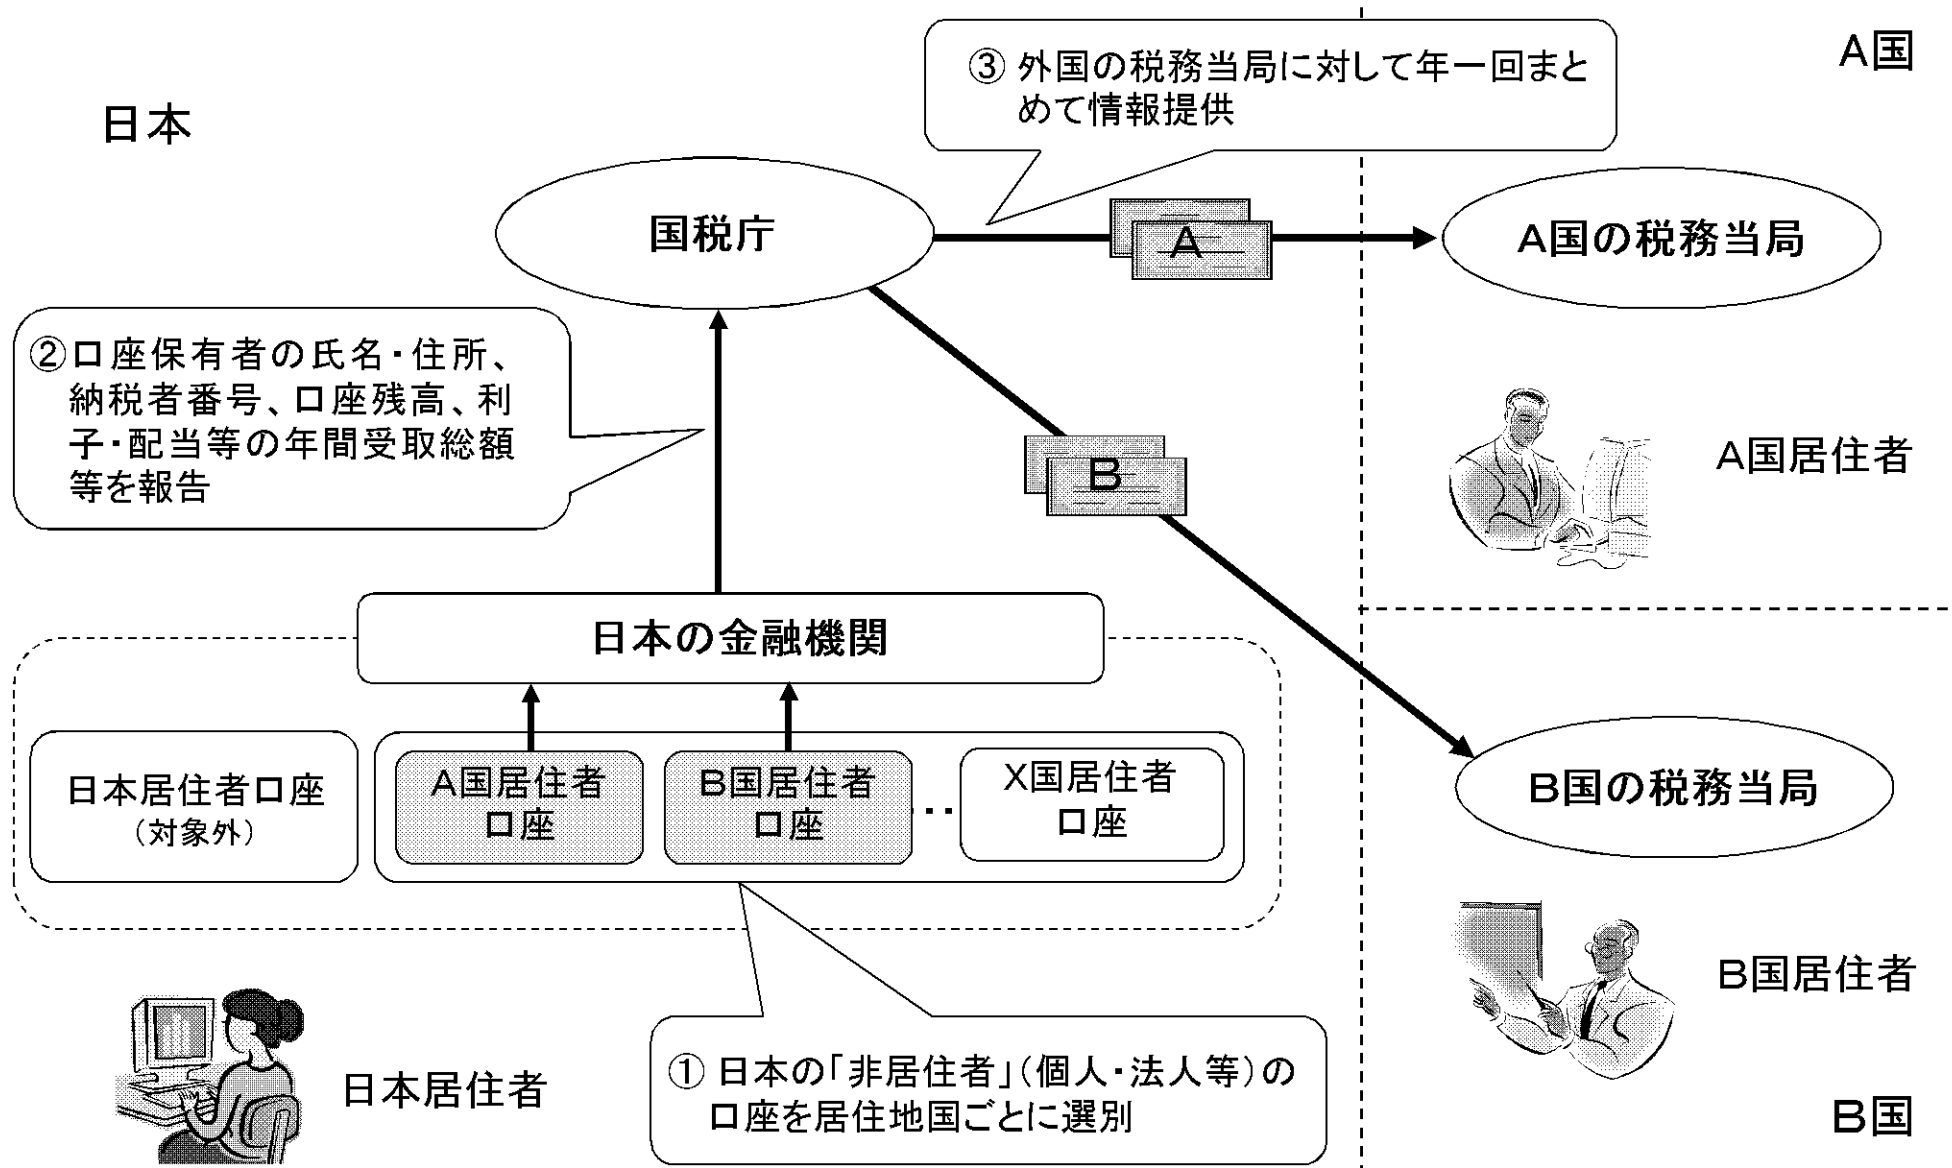 日本
③ 外国の税務当局に対して年一回まと
めて情報提供
A国
国税庁
A
A国の税務当局
②口座保有者の氏名・住所、
納税者番号、口座残高、利
子・配当等の年間受取総額
等を報告
B
A国居住者
日本の金融機関
日本居住者口座
（対象外）
A国居住者
口座
B国居住者
口座
‥
X国居住者
口座
B国の税務当局
B国居住者
日本居住者
① 日本の「非居住者」（個人・法人等）の
口座を居住地国ごとに選別
B国